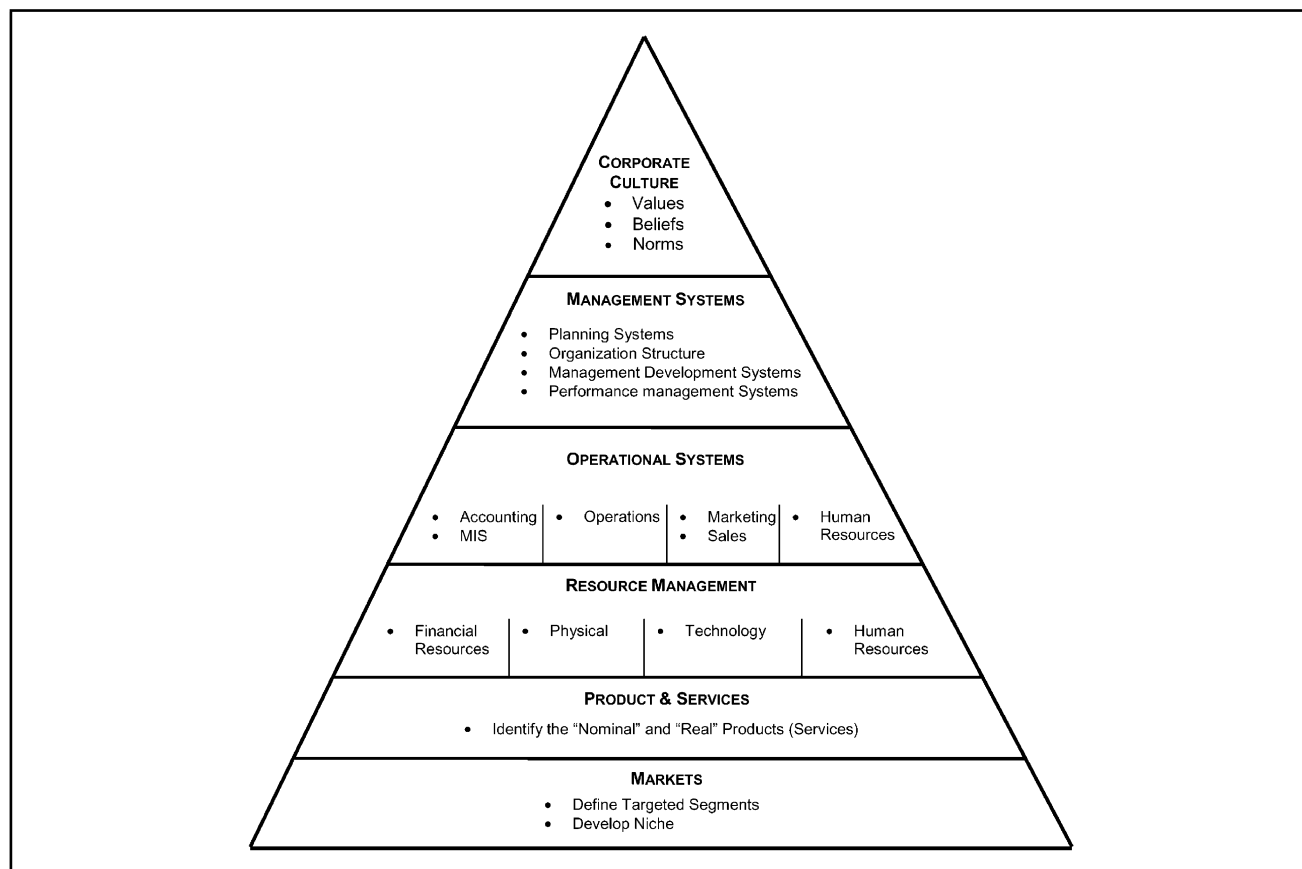 CORPORATE
CULTURE
• Values
• Beliefs
• Norms
MANAGEMENT SYSTEMS
• Planning Systems
• Organization Structure
• Management Development Systems
• Performance management Systems
OPERATIONAL SYSTEMS
• Accounting
• MIS
• Operations
• Marketing
• Sales
• Human
Resources
RESOURCE MANAGEMENT
• Financial
Resources
• Physical
• Technology
• Human
Resources
PRODUCT & SERVICES
• Identify the “Nominal” and “Real” Products (Services)
MARKETS
• Define Targeted Segments
• Develop Niche